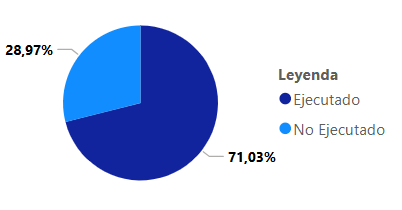 28,97%
Leyenda
Ejecutado
No Ejecutado
71,03%